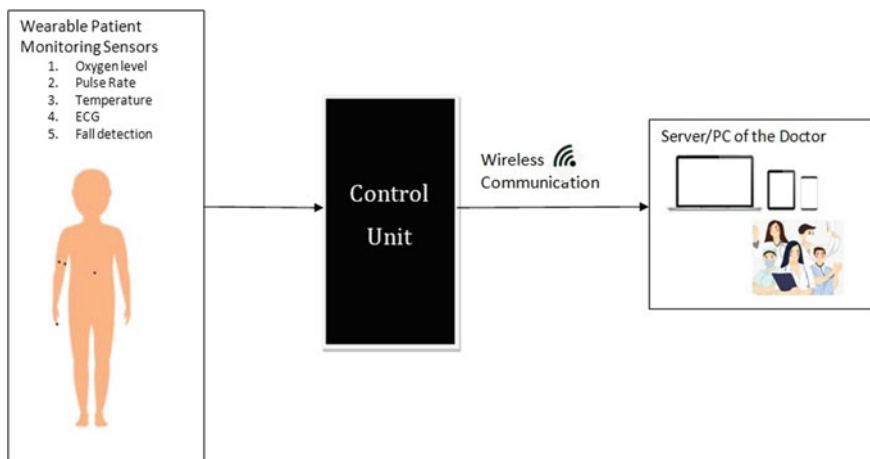 Wearable Patient
Monitoring Sensors
1. Oxygen level
2. Pulse Rate
3. Temperature
4. ECG
5. Fall detection
Control
Unit
Wireless
Communication
Server/PC of the Doctor